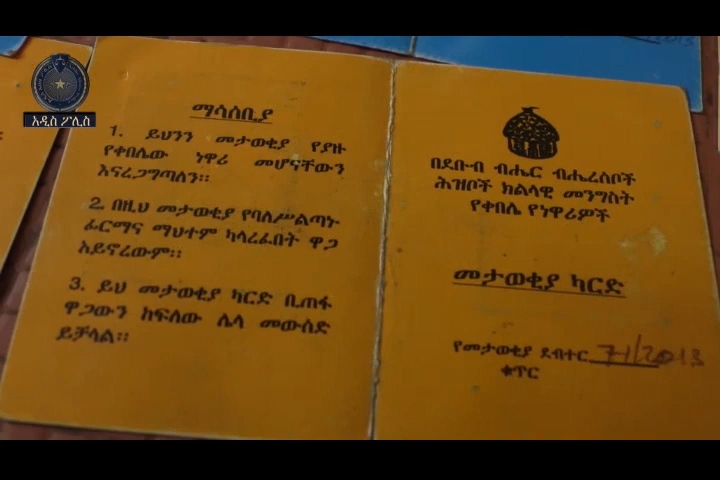 አዲስ ፖሊስ
ማሳሰቢያ
1. ይህንን መታወቂያ የያዙ
የቀበሌው ነዋሪ መሆናቸውን
እናረጋግጣለን፡፡
2. በዚህ መታወቂያ የባለሥልጣኑ
ፊርማና ማህተም ካላረፈበት ዋጋ
አይኖረውም፡፡
3. ይህ መታወቂያ ካርድ ቢጠፋ
ዋጋውን ከፍለው ሌላ መውሰድ
ይቻላል፡፡
በደቡብ ብሔር ብሔረሰቦች
ሕዝቦች ክልላዊ መንግስት
የቀበሌ የነዋሪዎች
መታወቂያ ካርድ
የመታወቂያ ደብተር 71/2013
ቁጥር
2013